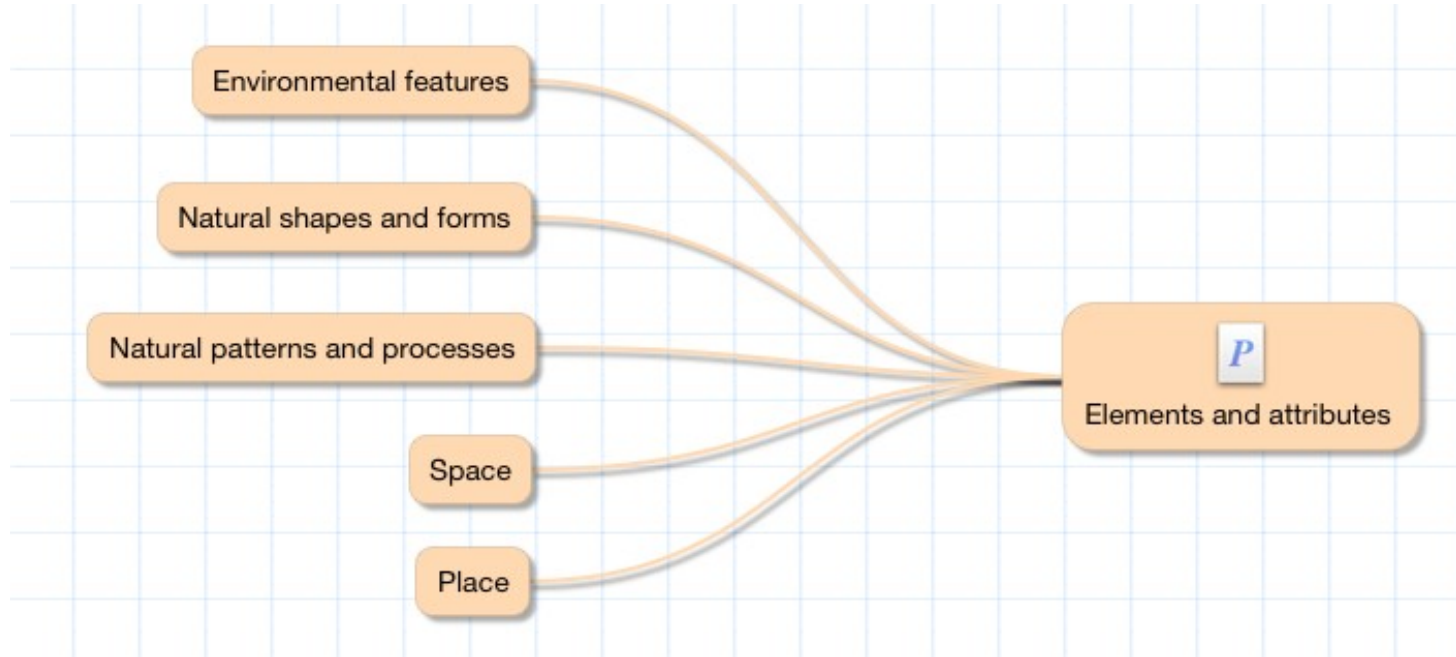 Environmental features
Natural shapes and forms
Natural patterns and processes
Space
Place
P
Elements and attributes